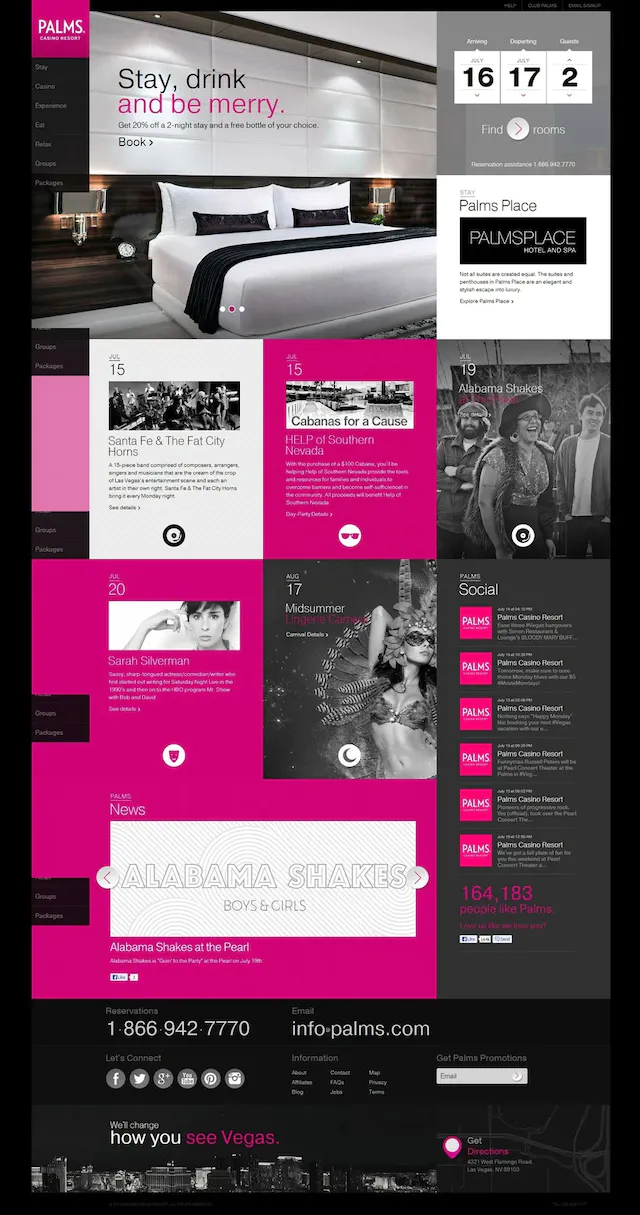 HELP
CLUB PALMS
EMAIL SIGNUP
PALMS.
CASINO RESORT
Stay
Casino
Experience
Eat
Relax
Groups
Packages
Stay, drink
and be merry.
Get 20% off a 2-night stay and a free bottle of your choice.
Book ›
Arriving
Departing
Guests
JULY
JULY
16
17
2
Find
rooms
Reservation assistance 1.866.942.7770
STAY
Palms Place
PALMSPLACE
HOTEL AND SPA
Not all suites are created equal. The suites and
penthouses in Palms Place are an elegant and
stylish escape into luxury.
Explore Palms Place ›
Groups
Packages
JUL
15
Santa Fe & The Fat City
Horns
A 15-piece band comprised of composers, arrangers,
singers and musicians that are the cream of the crop
of Las Vegas's entertainment scene and each an
artist in their own right. Santa Fe & The Fat City Horns
bring it every Monday night.
See details ›
JUL
15
Cabanas for a Cause
HELP of Southern
Nevada
With the purchase of a $100 Cabana, you'll be
helping Help of Southern Nevada provide the tools
and resources for families and individuals to
overcome barriers and become self-sufficient in
the community. All proceeds will benefit Help of
Southern Nevada
Day-Party Details ›
JUL
19
Alabama Shakes
details ›
Groups
Packages
JUL
20
Sarah Silverman
Sassy, sharp-tongued actress/comedian/writer who
first started out writing for Saturday Night Live in the
1990's and then on to the HBO program Mr. Show
with Bob and David!
See details ›
AUG
17
Midsummer
Lingerie Carnival
Carnival Details ›
PALMS
Social
July 16 at 04:10 PM
Palms Casino Resort
Ease those #Vegas hangovers
with Simon Restaurant &
Lounge's BLOODY MARY BUFF...
Palms Casino Resort
Tomorrow, make sure to cure
those Monday blues with our $5
#MovieMondays!
Palms Casino Resort
Nothing says "Happy Monday"
like booking your next #Vegas
vacation with our e...
Palms Casino Resort
Funnyman Russell Peters will be
at Pearl Concert Theater at the
Palms in #Veg...
Palms Casino Resort
Pioneers of progressive rock,
Yes (official), took over the Pearl
Concert The...
Palms Casino Resort
We've got a full plate of fun for
you this weekend at Pearl
Concert Theater a...
164,183
people like Palms.
Love us like we love you?
Like
Send
Groups
Packages
PALMS
News
ALABAMA SHAKES
BOYS & GIRLS
Alabama Shakes at the Pearl
Alabama Shakes is "Goin' to the Party" at the Pearl on July 19th.
Like
Groups
Packages
Reservations
1·866·942·7770
Email
info@palms.com
Let's Connect
Information
About
Contact
Map
Affiliates
FAQs
Privacy
Blog
Jobs
Terms
Get Palms Promotions
Email
We'll change
how you see Vegas.
Get
Directions
4321 West Flamingo Road
Las Vegas, NV 89103